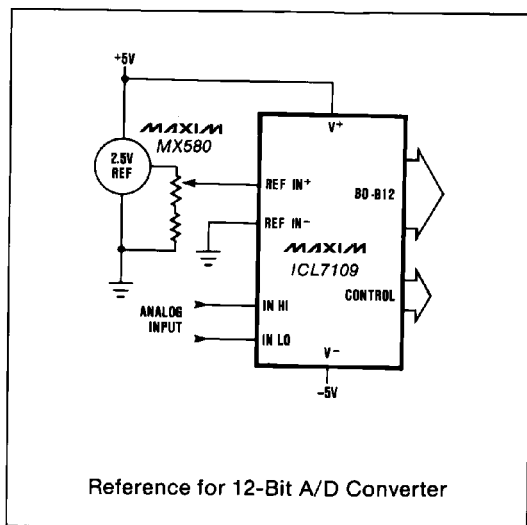 +5V
MAXIM
MX580
2.5V
REF
V+
REF IN+
REF IN−
B0-B12
MAXIM
ICL7109
CONTROL
ANALOG
INPUT
IN HI
IN LO
V−
−5V
Reference for 12-Bit A/D Converter